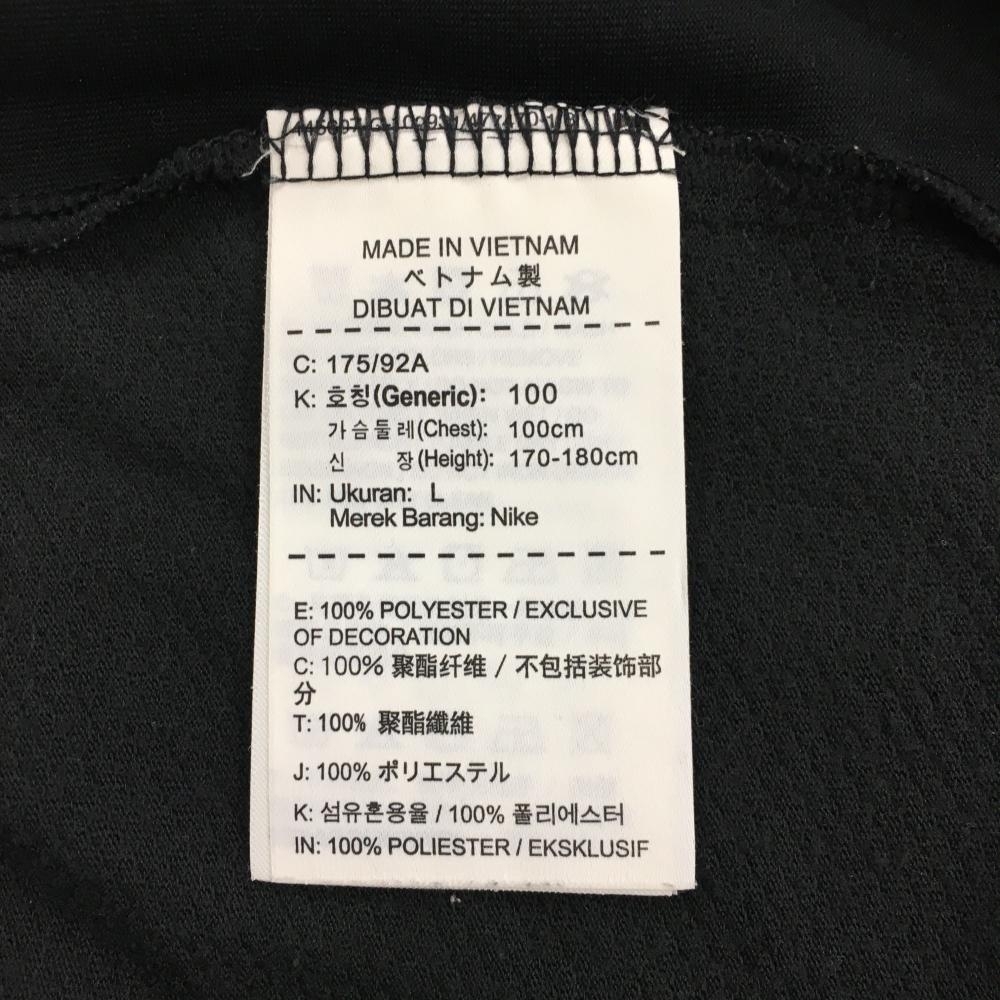 MADE IN VIETNAM
ベトナム製
DIBUAT DI VIETNAM
C: 175/92A
K: 호칭(Generic): 100
가슴둘레(Chest): 100cm
신 장(Height): 170-180cm
IN: Ukuran: L
Merek Barang: Nike
E: 100% POLYESTER / EXCLUSIVE
OF DECORATION
C: 100% 聚酯纤维 / 不包括装饰部
分
T: 100% 聚酯纖維
J: 100% ポリエステル
K: 섬유혼용율 / 100% 폴리에스터
IN: 100% POLIESTER / EKSKLUSIF